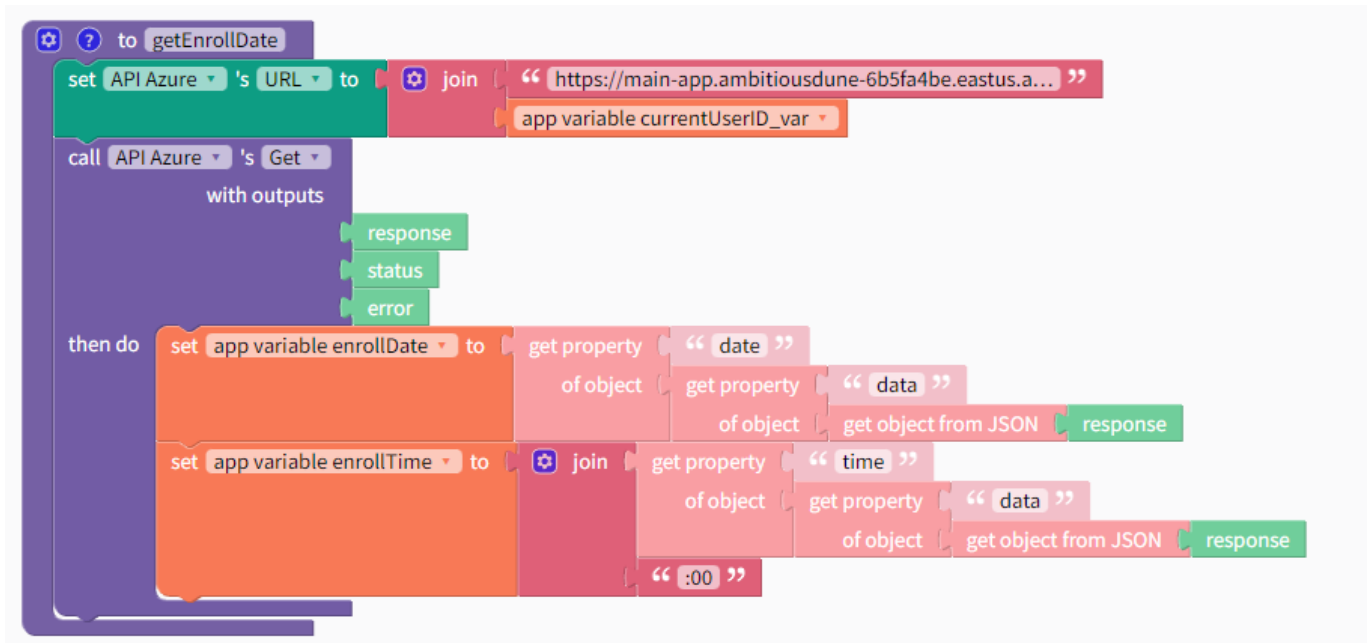 ? to getEnrollDate
set API Azure 's URL to join “ https://main-app.ambitiousdune-6b5fa4be.eastus.a... ”
app variable currentUserID_var
call API Azure 's Get
with outputs
response
status
error
then do set app variable enrollDate to get property “ date ”
of object get property “ data ”
of object get object from JSON response
set app variable enrollTime to join get property “ time ”
of object get property “ data ”
of object get object from JSON response
“ :00 ”